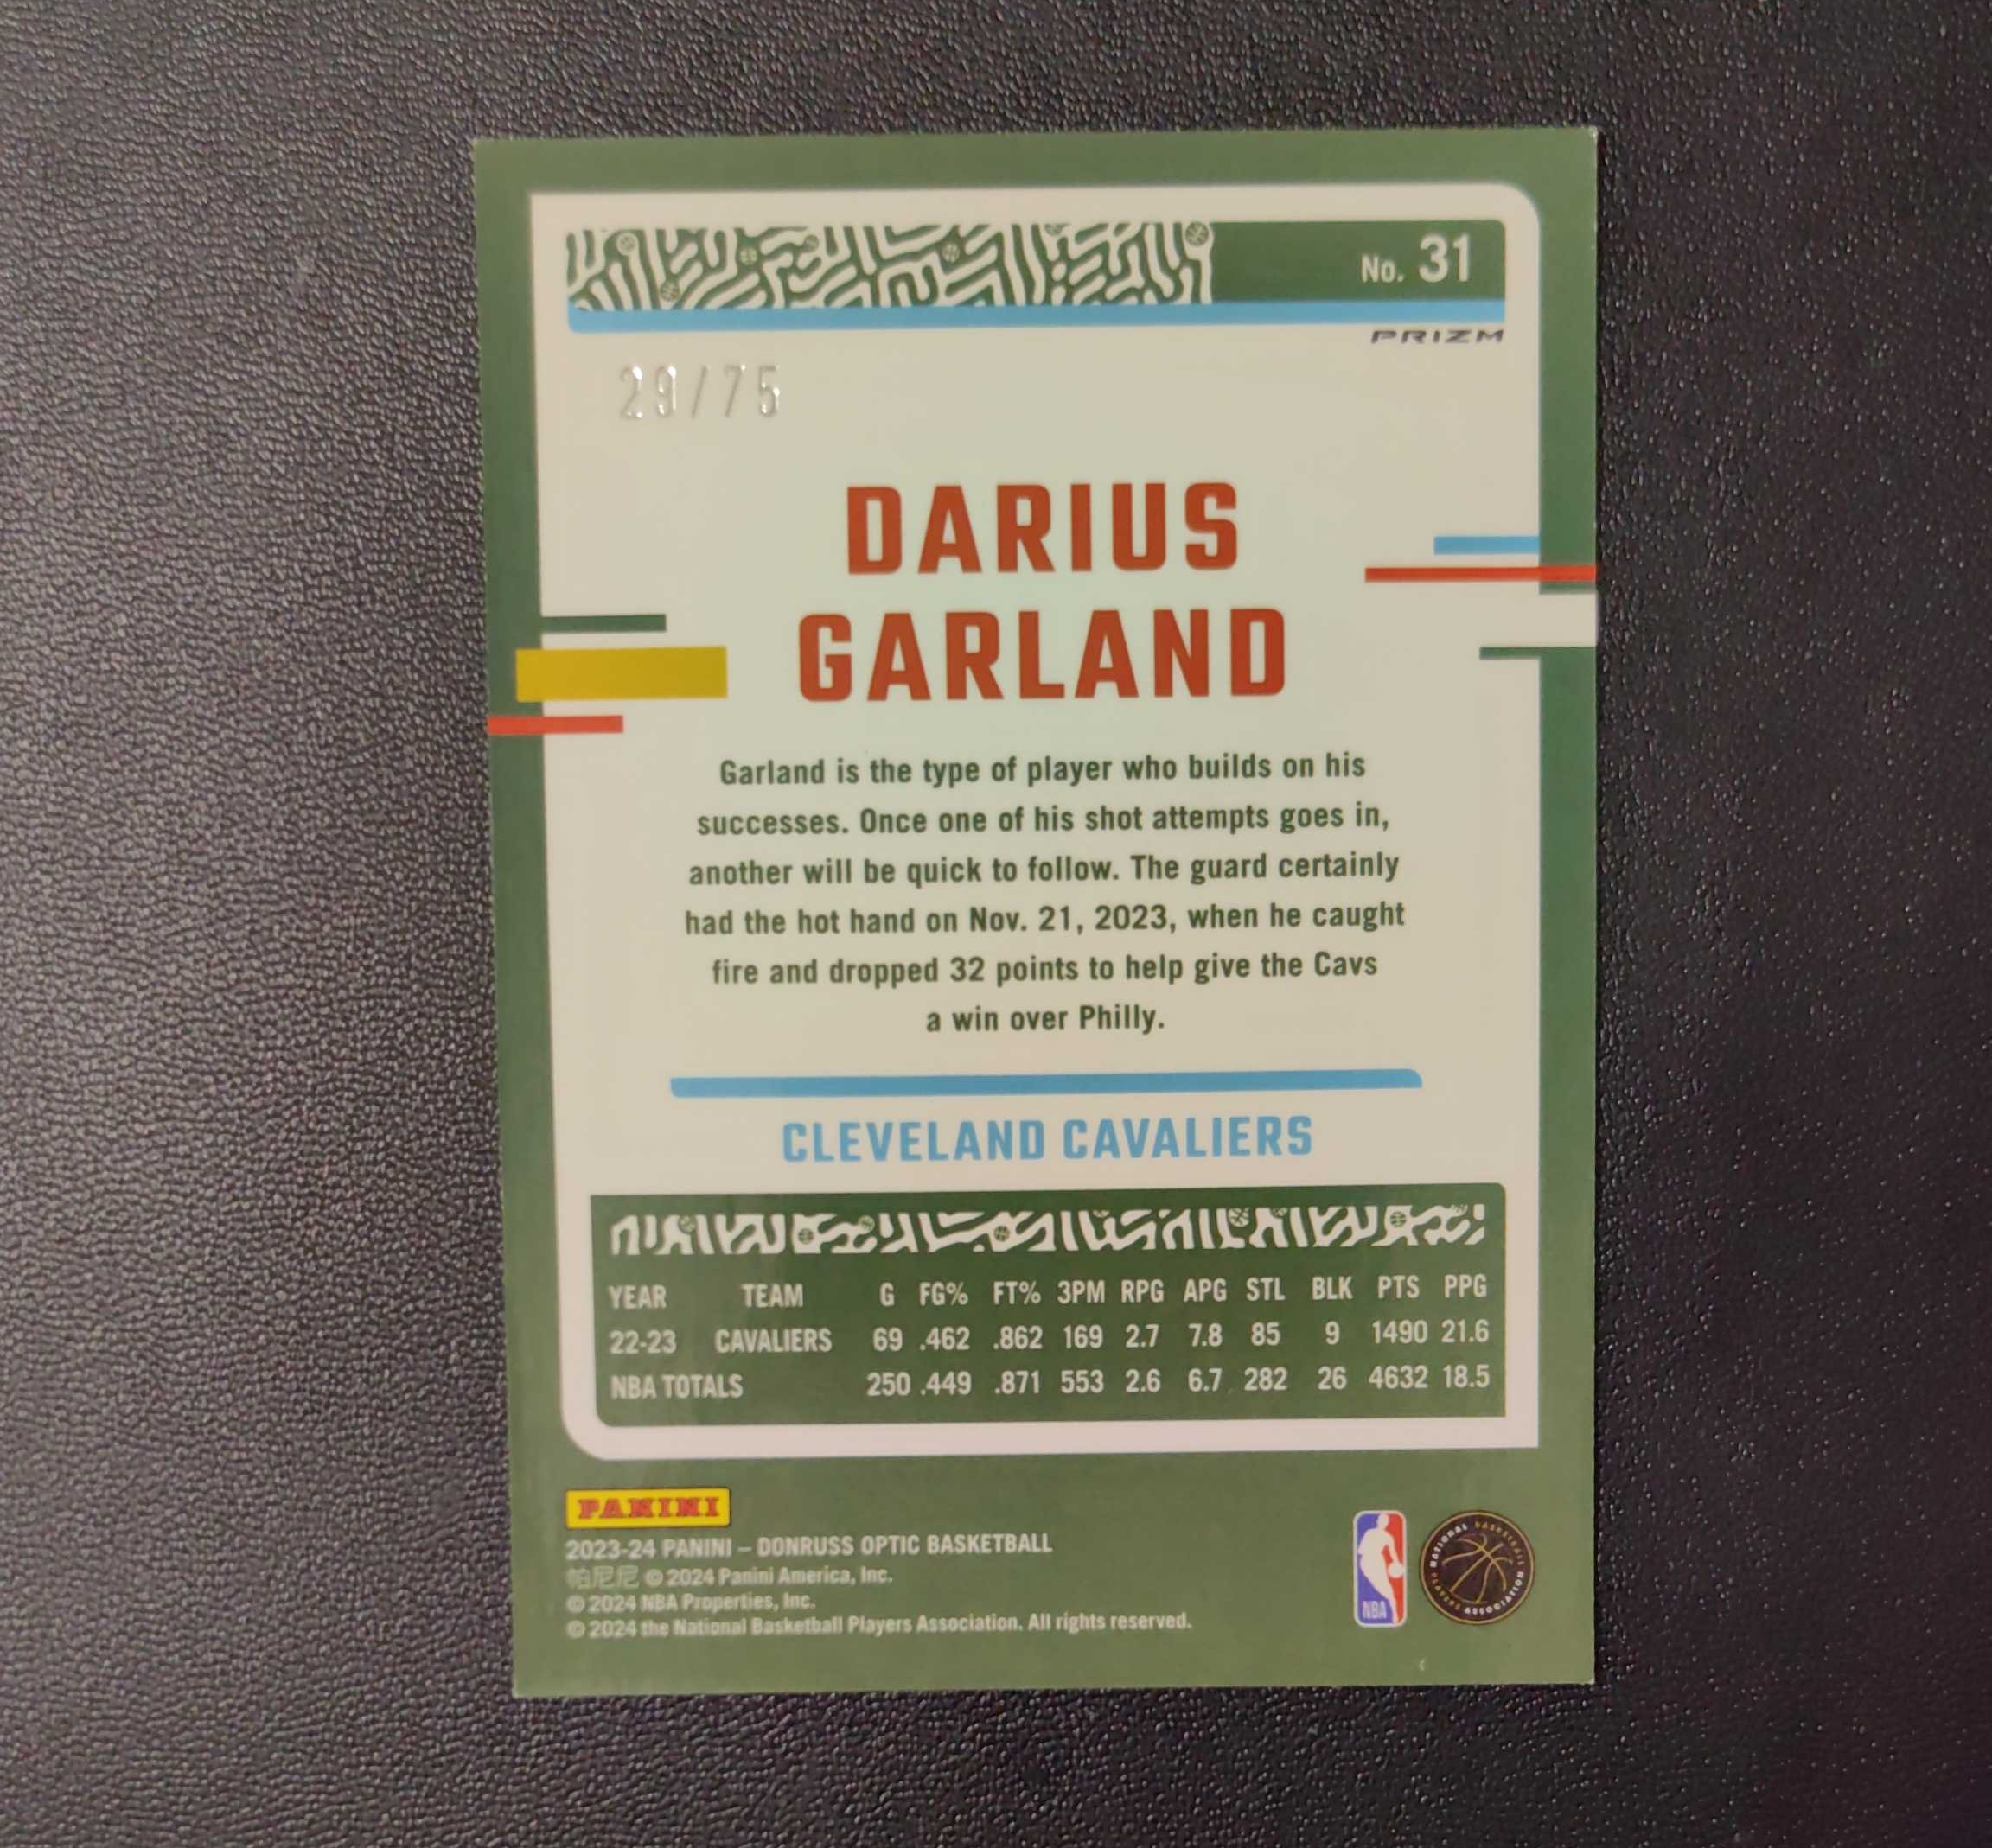 No. 31
PRIZM
29/75
DARIUS
GARLAND
Garland is the type of player who builds on his
successes. Once one of his shot attempts goes in,
another will be quick to follow. The guard certainly
had the hot hand on Nov. 21, 2023, when he caught
fire and dropped 32 points to help give the Cavs
a win over Philly.
CLEVELAND CAVALIERS
YEAR TEAM G FG% FT% 3PM RPG APG STL BLK PTS PPG
22-23 CAVALIERS 69 .462 .862 169 2.7 7.8 85 9 1490 21.6
NBA TOTALS 250 .449 .871 553 2.6 6.7 282 26 4632 18.5
PANINI
2023-24 PANINI – DONRUSS OPTIC BASKETBALL
帕尼尼 © 2024 Panini America, Inc.
© 2024 NBA Properties, Inc.
© 2024 the National Basketball Players Association. All rights reserved.
NBA
NATIONAL BASKETBALL
PLAYERS ASSOCIATION